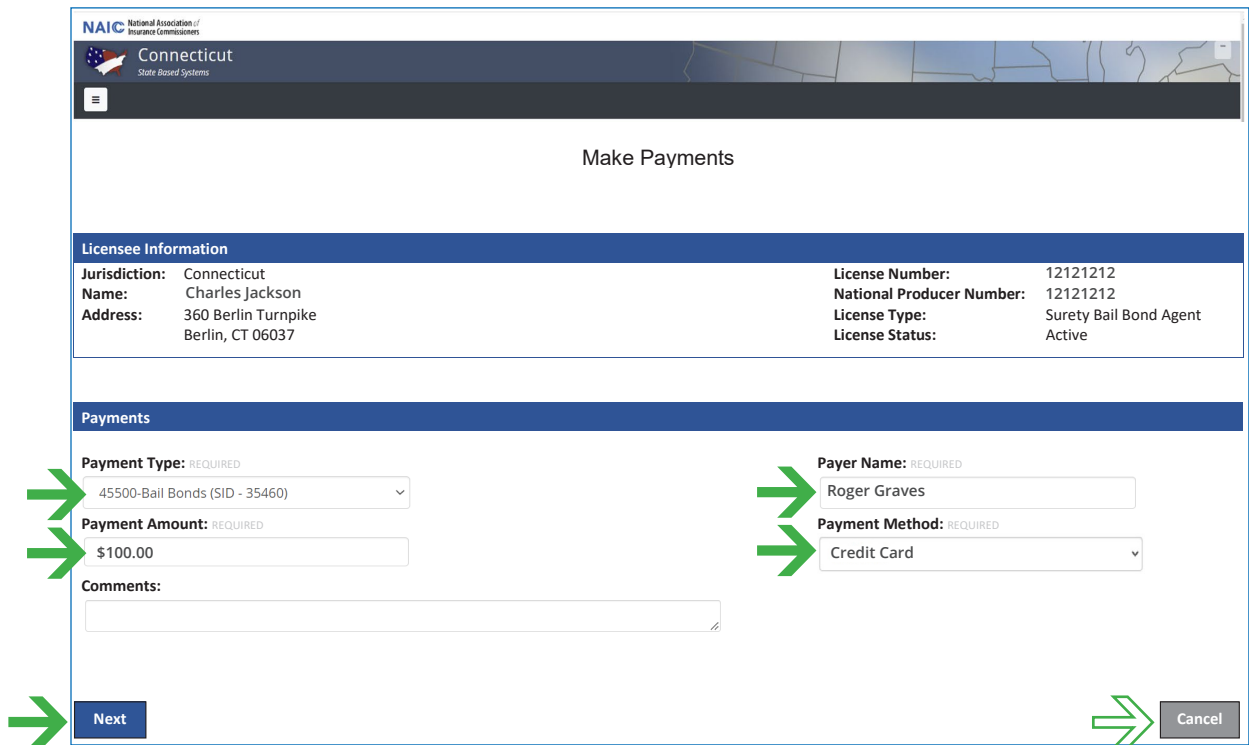 NAIC National Association of
Insurance Commissioners
Connecticut
State Based Systems
Make Payments
Licensee Information
Jurisdiction: Connecticut
Name: Charles Jackson
Address: 360 Berlin Turnpike
Berlin, CT 06037
License Number: 12121212
National Producer Number: 12121212
License Type: Surety Bail Bond Agent
License Status: Active
Payments
Payment Type: REQUIRED
45500-Bail Bonds (SID - 35460)
Payer Name: REQUIRED
Roger Graves
Payment Amount: REQUIRED
$100.00
Payment Method: REQUIRED
Credit Card
Comments:
Next
Cancel